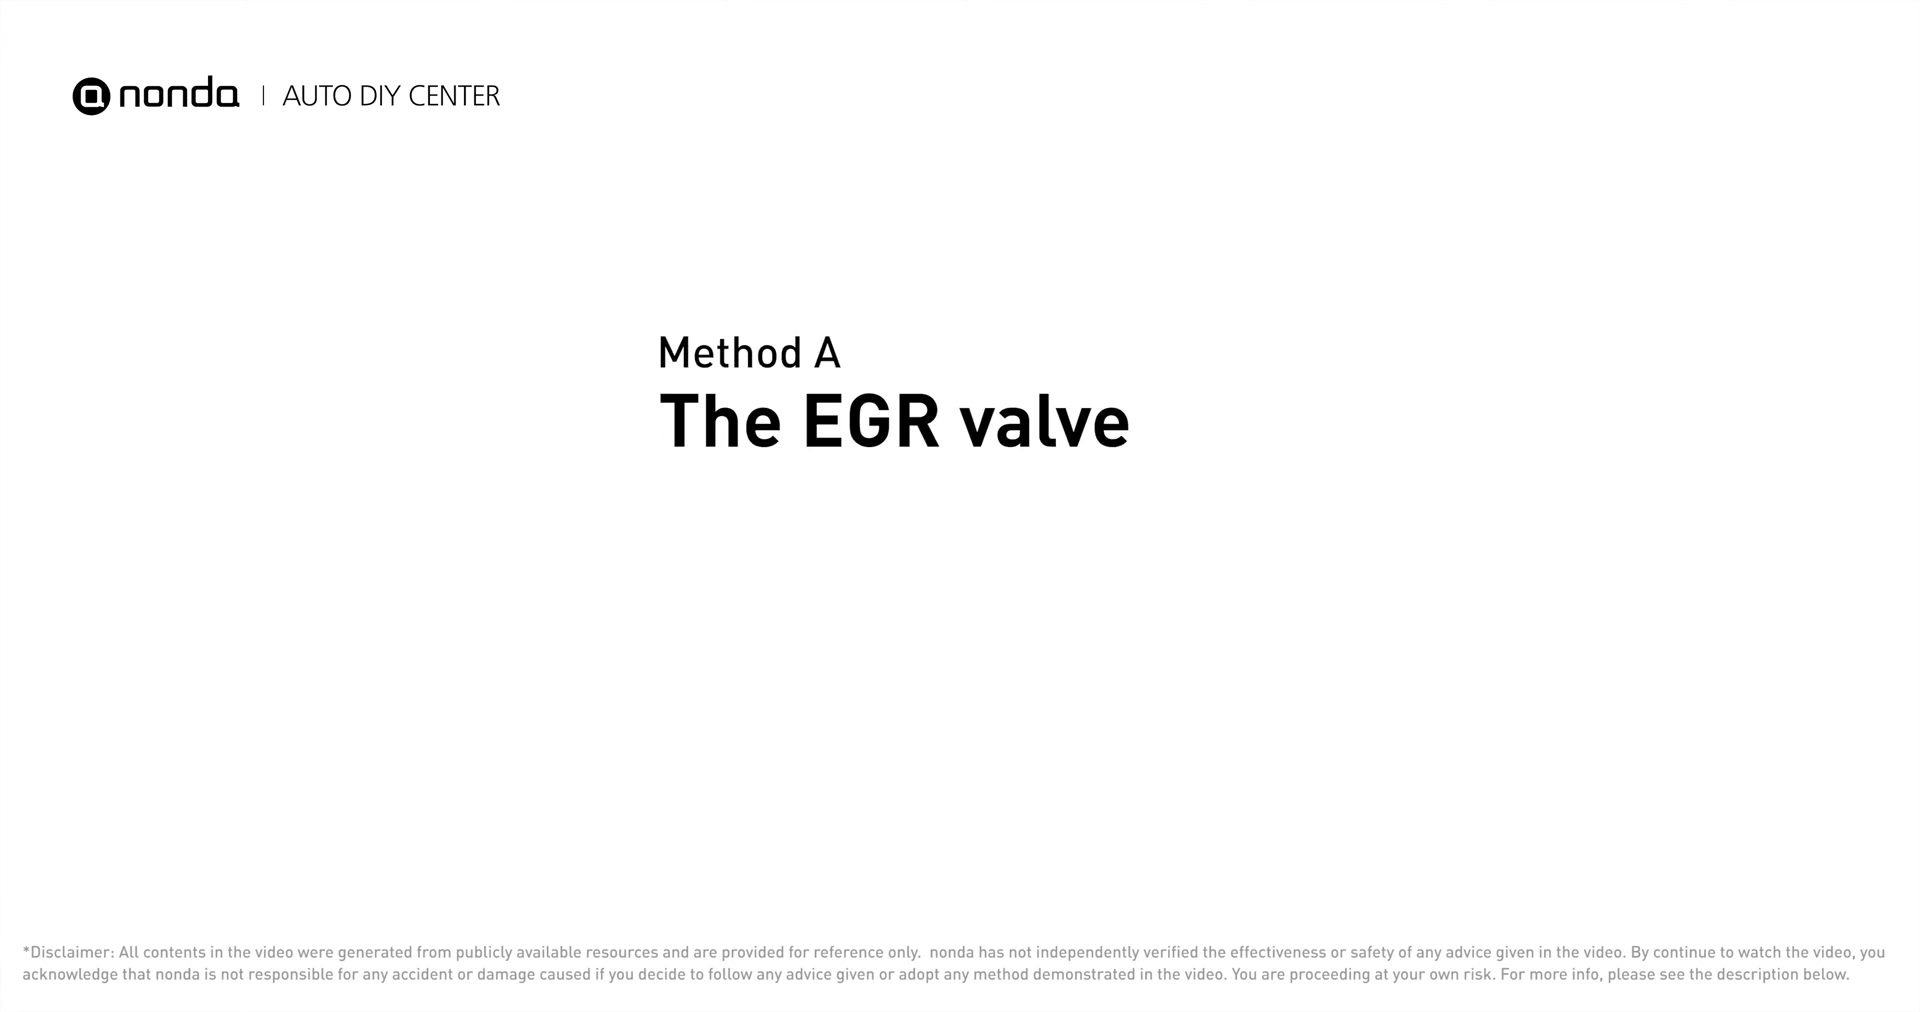 nonda | AUTO DIY CENTER
Method A
The EGR valve
*Disclaimer: All contents in the video were generated from publicly available resources and are provided for reference only.  nonda has not independently verified the effectiveness or safety of any advice given in the video. By continue to watch the video, you
acknowledge that nonda is not responsible for any accident or damage caused if you decide to follow any advice given or adopt any method demonstrated in the video. You are proceeding at your own risk. For more info, please see the description below.